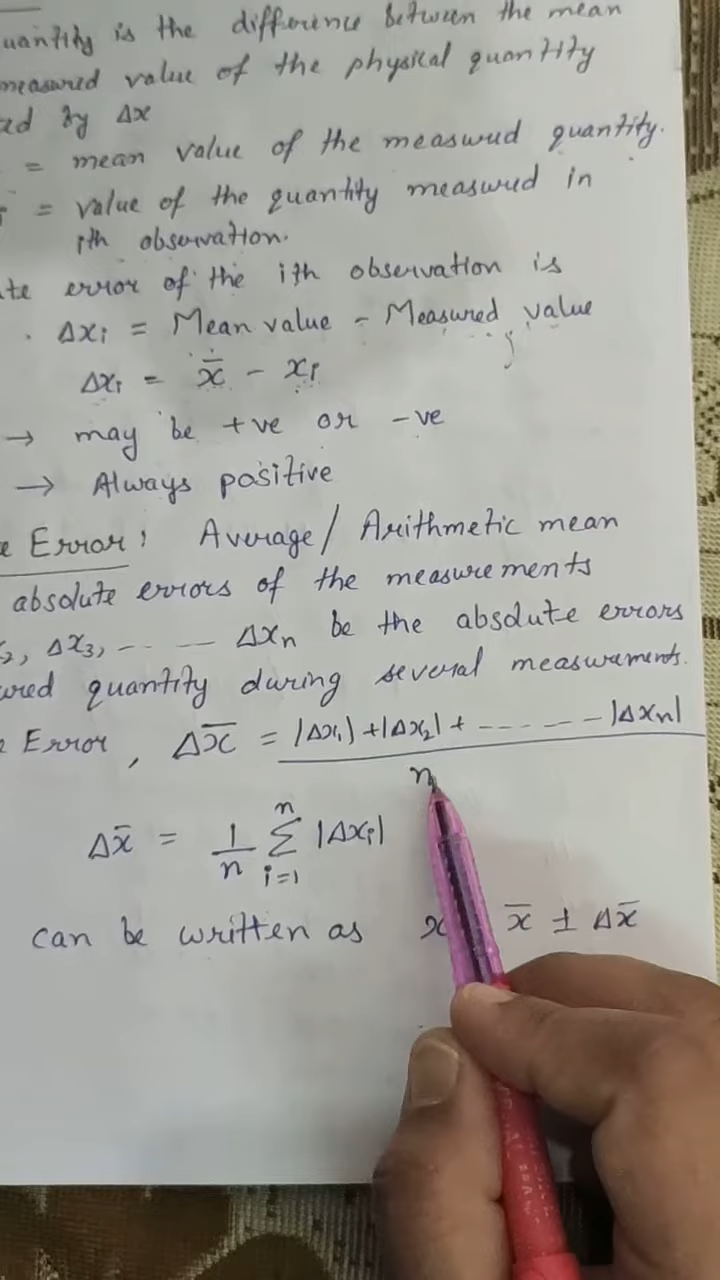 uantity is the difference between the mean
measured value of the physical quantity
ed by Δx
= mean value of the measured quantity.
= value of the quantity measured in
ith observation.
te error of the ith observation is
Δxi = Mean value - Measured value
Δxi = x̅ - xi
→ may be +ve or -ve
→ Always positive
e Error: Average/ Arithmetic mean
absolute errors of the measurements
2, Δx3, - - - - - Δxn be the absolute errors
ured quantity during several measurements.
e Error, Δx̅ = |Δx1|+|Δx2|+ - - - - - - |Δxn|
n
Δx̅ = 1/n n∑i=1 |Δxi|
can be written as x x̅ ± Δx̅